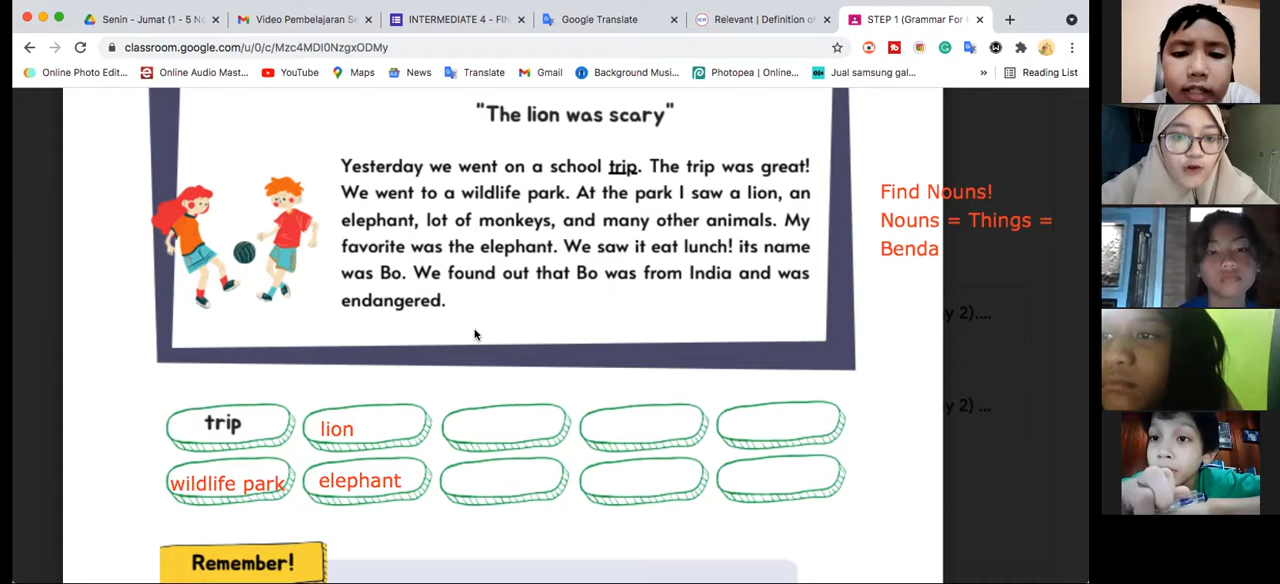 Senin - Jumat (1 - 5 No
Video Pembelajaran Se
INTERMEDIATE 4 - FIN
Google Translate
Relevant | Definition of
STEP 1 (Grammar For
classroom.google.com/u/0/c/Mzc4MDI0NzgxODMy
Online Photo Edit...
Online Audio Mast...
YouTube
Maps
News
Translate
Gmail
Background Musi...
Photopea | Online...
Jual samsung gal...
Reading List
"The lion was scary"
Yesterday we went on a school trip. The trip was great!
We went to a wildlife park. At the park I saw a lion, an
elephant, lot of monkeys, and many other animals. My
favorite was the elephant. We saw it eat lunch! its name
was Bo. We found out that Bo was from India and was
endangered.
Find Nouns!
Nouns = Things =
Benda
y 2)....
y 2) ...
trip
lion
wildlife park
elephant
Remember!